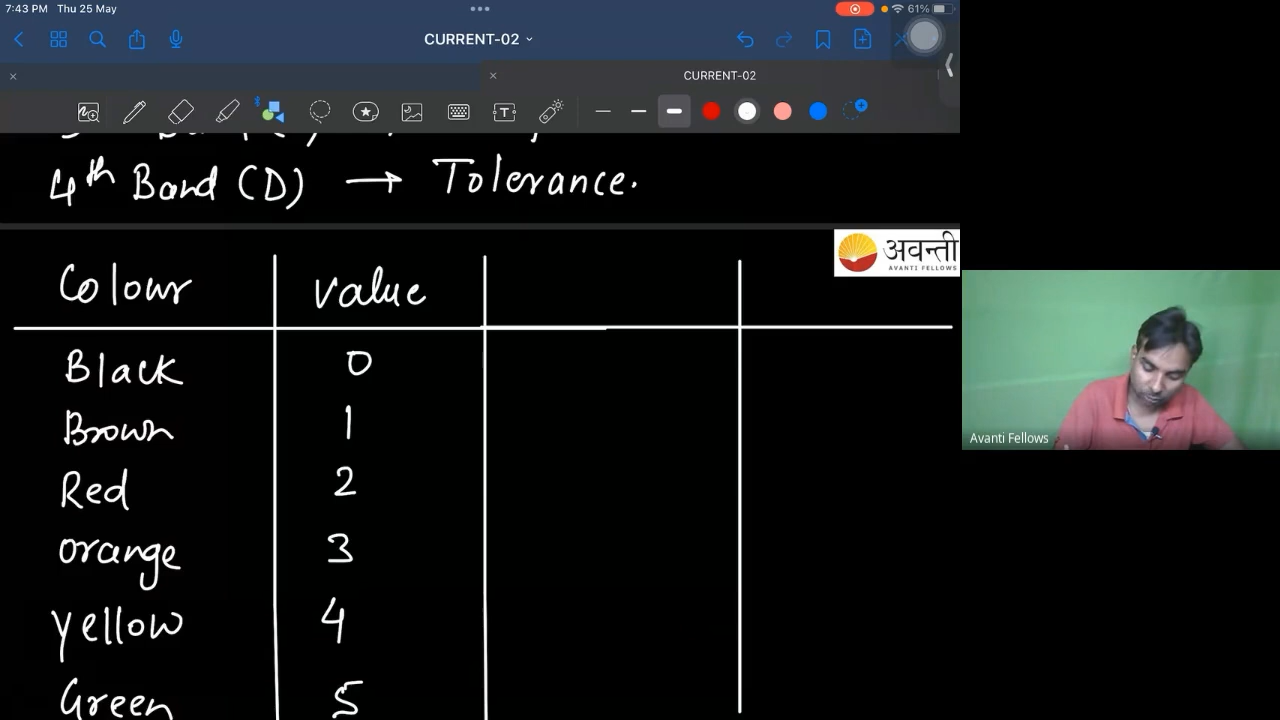 7:43 PM Thu 25 May
61%
CURRENT-02
CURRENT-02
4th Band (D) → Tolerance.
अवन्ती
AVANTI FELLOWS
Colour value
Black 0
Brown 1
Red 2
orange 3
yellow 4
Green 5
Avanti Fellows